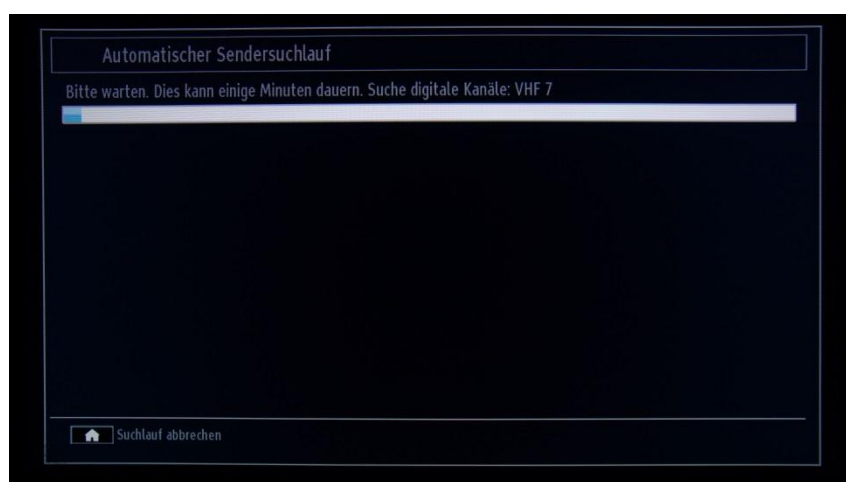 Automatischer Sendersuchlauf
Bitte warten. Dies kann einige Minuten dauern. Suche digitale Kanäle: VHF 7
Suchlauf abbrechen